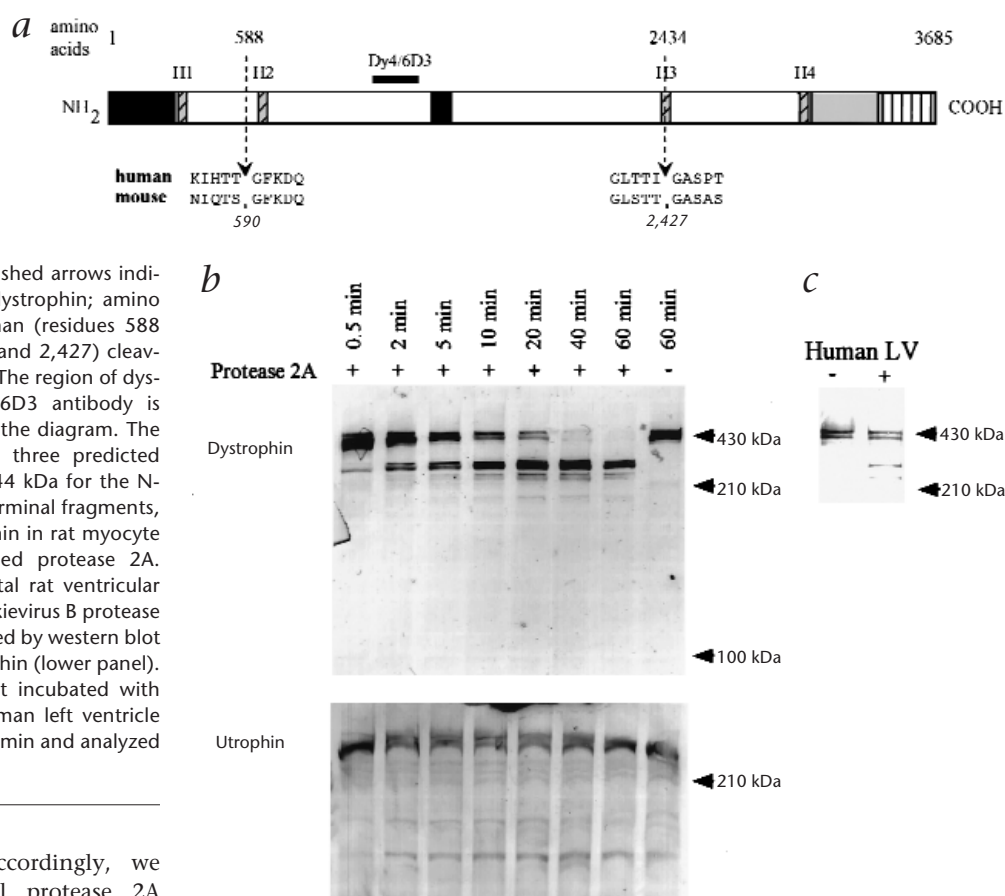 a
amino acids 1 588 2434 3685
Dy4/6D3
H1 H2 H3 H4
NH2 COOH
human KIHTT GFKDQ GLTTI GASPT
mouse NIQTS GFKDQ GLSTT GASAS
590 2,427
shed arrows indi-
dystrophin; amino
man (residues 588
and 2,427) cleav-
The region of dys-
6D3 antibody is
the diagram. The
three predicted
44 kDa for the N-
rminal fragments,
hin in rat myocyte
ed protease 2A.
tal rat ventricular
kievirus B protease
ed by western blot
phin (lower panel).
t incubated with
man left ventricle
min and analyzed
ccordingly, we
protease 2A
b
0.5 min 2 min 5 min 10 min 20 min 40 min 60 min 60 min
Protease 2A + + + + + + + -
Dystrophin
430 kDa
210 kDa
100 kDa
Utrophin
210 kDa
c
Human LV
- +
430 kDa
210 kDa